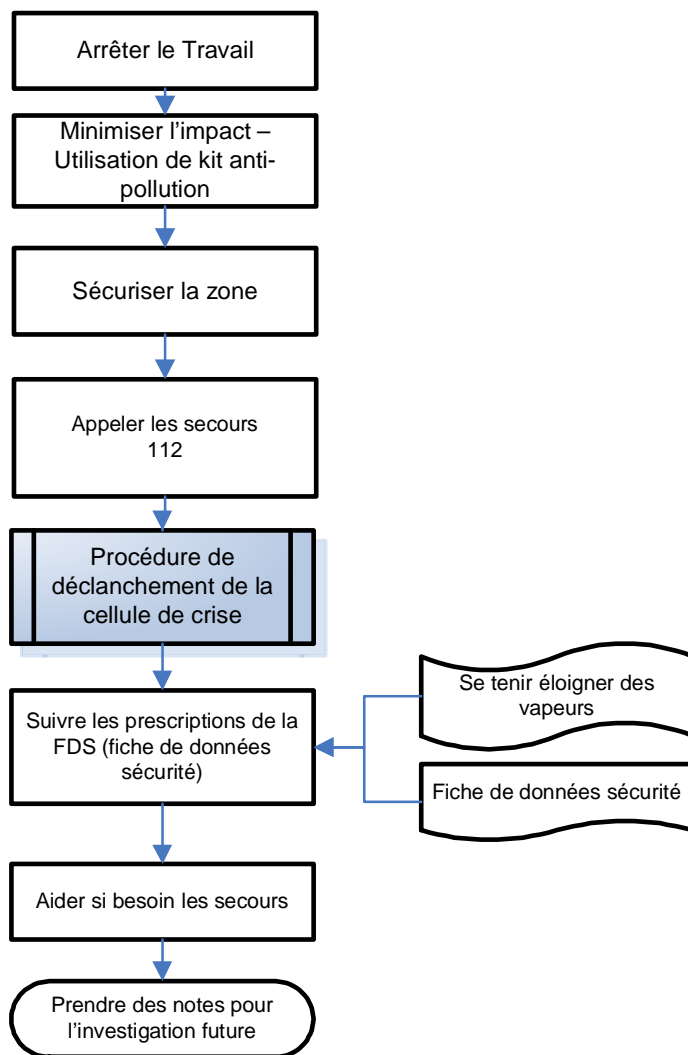 Arrêter le Travail
Minimiser l’impact –
Utilisation de kit anti-
pollution
Sécuriser la zone
Appeler les secours
112
Procédure de
déclanchement de la
cellule de crise
Suivre les prescriptions de la
FDS (fiche de données
sécurité)
Se tenir éloigner des
vapeurs
Fiche de données sécurité
Aider si besoin les secours
Prendre des notes pour
l’investigation future